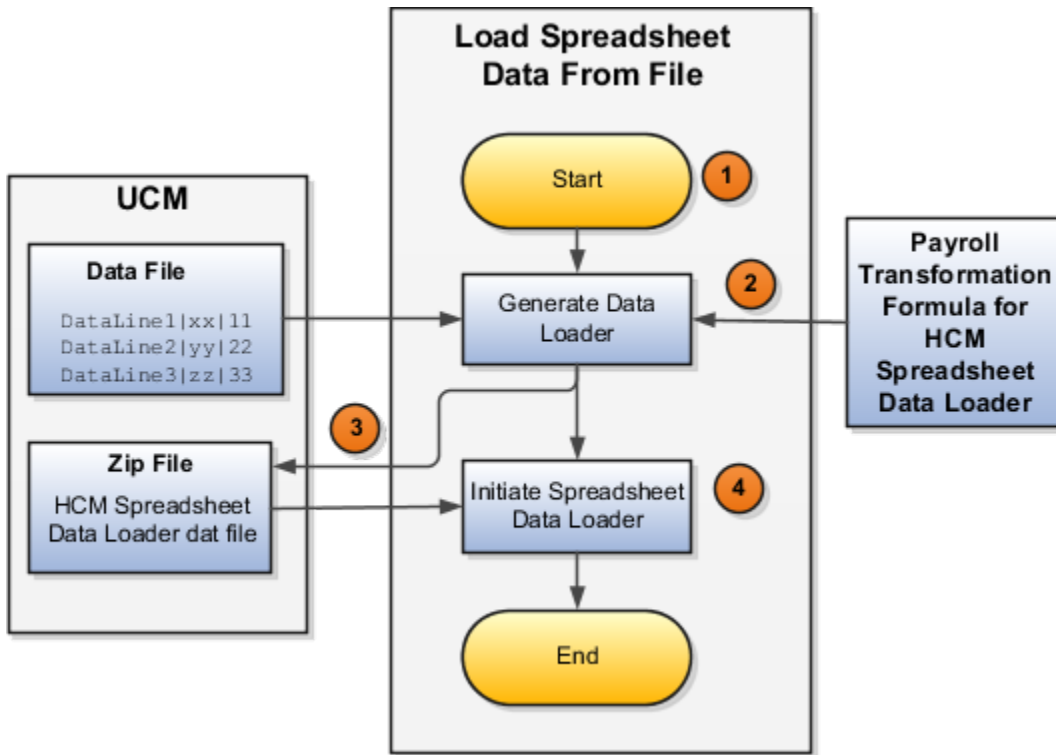 Load Spreadsheet
Data From File
Start
1
UCM
Data File
DataLine1|xx|11
DataLine2|yy|22
DataLine3|zz|33
Generate Data
Loader
2
Payroll
Transformation
Formula for
HCM
Spreadsheet
Data Loader
3
Zip File
HCM Spreadsheet
Data Loader dat file
Initiate Spreadsheet
Data Loader
4
End